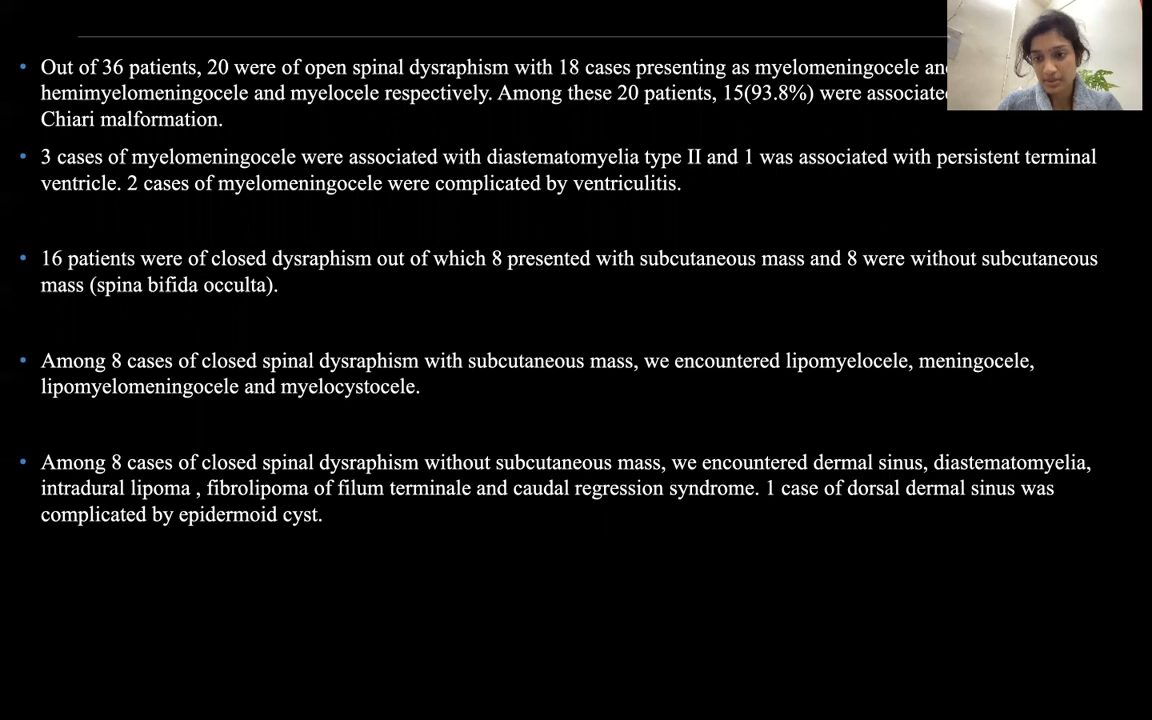 Out of 36 patients, 20 were of open spinal dysraphism with 18 cases presenting as myelomeningocele
hemimyelomeningocele and myelocele respectively. Among these 20 patients, 15(93.8%) were
Chiari malformation.
3 cases of myelomeningocele were associated with diastematomyelia type II and 1 was associated with persistent terminal
ventricle. 2 cases of myelomeningocele were complicated by ventriculitis.
16 patients were of closed dysraphism out of which 8 presented with subcutaneous mass and 8 were without subcutaneous
mass (spina bifida occulta).
Among 8 cases of closed spinal dysraphism with subcutaneous mass, we encountered lipomyelocele, meningocele,
lipomyelomeningocele and myelocystocele.
Among 8 cases of closed spinal dysraphism without subcutaneous mass, we encountered dermal sinus, diastematomyelia,
intradural lipoma , fibrolipoma of filum terminale and caudal regression syndrome. 1 case of dorsal dermal sinus was
complicated by epidermoid cyst.